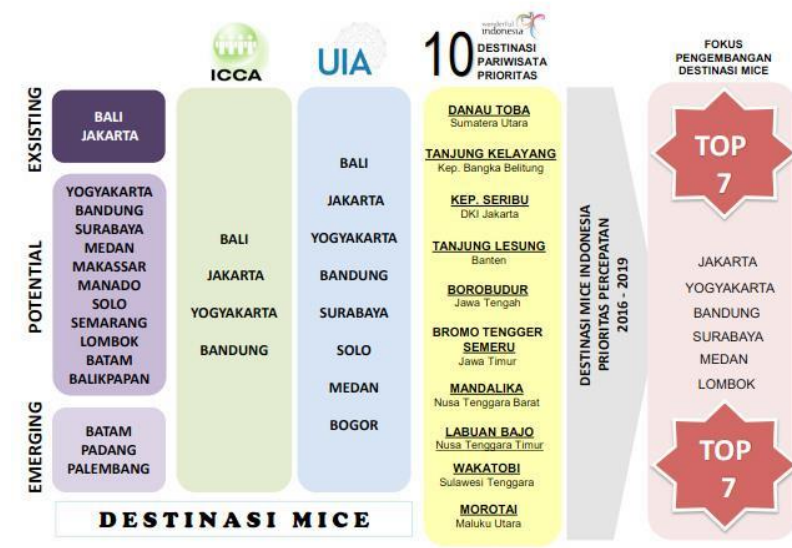 EXSISTING
BALI
JAKARTA
POTENTIAL
YOGYAKARTA
BANDUNG
SURABAYA
MEDAN
MAKASSAR
MANADO
SOLO
SEMARANG
LOMBOK
BATAM
BALIKPAPAN
EMERGING
BATAM
PADANG
PALEMBANG
ICCA
BALI
JAKARTA
YOGYAKARTA
BANDUNG
UIA
BALI
JAKARTA
YOGYAKARTA
BANDUNG
SURABAYA
SOLO
MEDAN
BOGOR
DESTINASI MICE
wonderful
indonesia
10 DESTINASI
PARIWISATA
PRIORITAS
DANAU TOBA
Sumatera Utara
TANJUNG KELAYANG
Kep. Bangka Belitung
KEP. SERIBU
DKI Jakarta
TANJUNG LESUNG
Banten
BOROBUDUR
Jawa Tengah
BROMO TENGGER
SEMERU
Jawa Timur
MANDALIKA
Nusa Tenggara Barat
LABUAN BAJO
Nusa Tenggara Timur
WAKATOBI
Sulawesi Tenggara
MOROTAI
Maluku Utara
DESTINASI MICE INDONESIA
PRIORITAS PERCEPATAN
2016 - 2019
FOKUS
PENGEMBANGAN
DESTINASI MICE
TOP
7
JAKARTA
YOGYAKARTA
BANDUNG
SURABAYA
MEDAN
LOMBOK
TOP
7